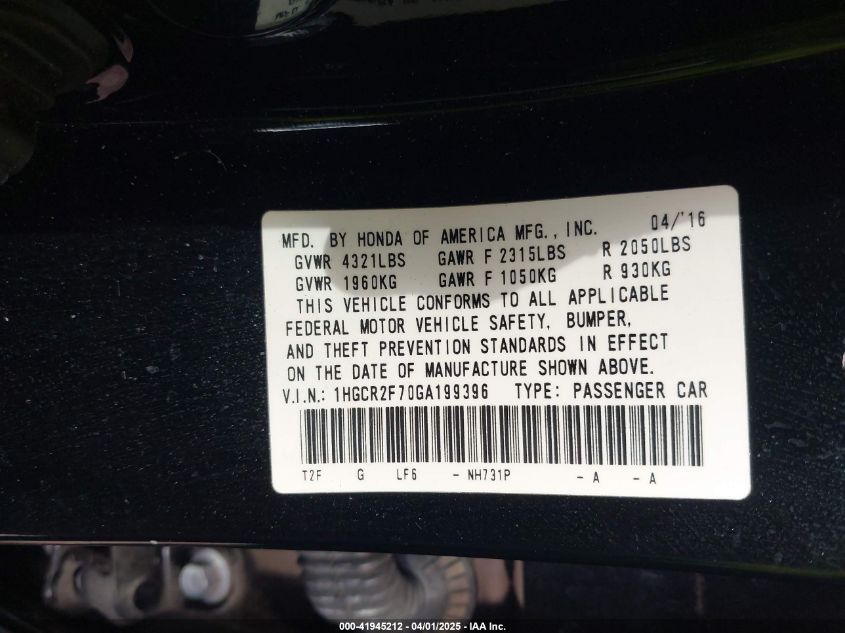 MFD. BY HONDA OF AMERICA MFG., INC. 04/'16
GVWR 4321LBS GAWR F 2315LBS R 2050LBS
GVWR 1960KG GAWR F 1050KG R 930KG
THIS VEHICLE CONFORMS TO ALL APPLICABLE
FEDERAL MOTOR VEHICLE SAFETY, BUMPER,
AND THEFT PREVENTION STANDARDS IN EFFECT
ON THE DATE OF MANUFACTURE SHOWN ABOVE.
V.I.N.: 1HGCR2F70GA199396 TYPE: PASSENGER CAR
T2F G LF6 - NH731P - A - A
000-41945212 - 04/01/2025 - IAA Inc.